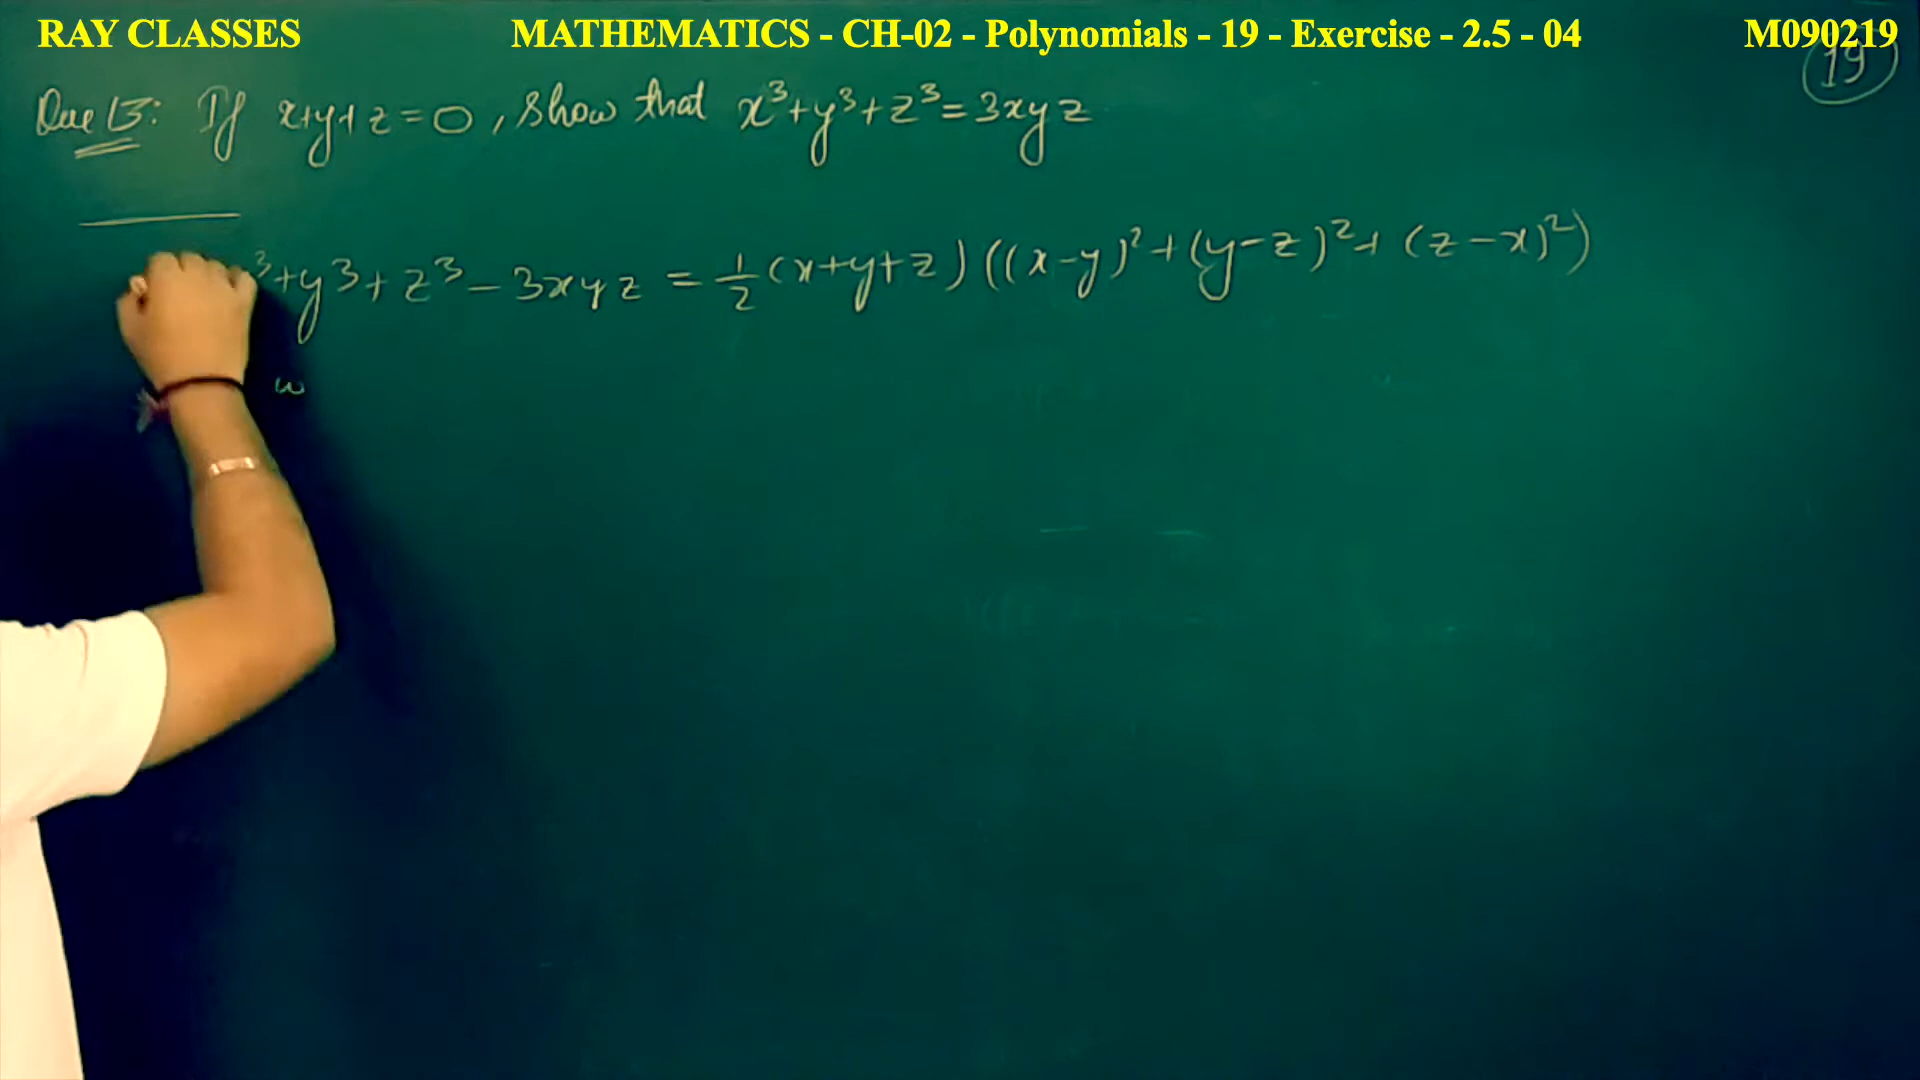 RAY CLASSES MATHEMATICS - CH-02 - Polynomials - 19 - Exercise - 2.5 - 04 M090219
19
Que 13: If x+y+z=0, show that x³+y³+z³=3xyz
³+y³+z³-3xyz = 1/2 (x+y+z) ((x-y)²+(y-z)²+(z-x)²)
w